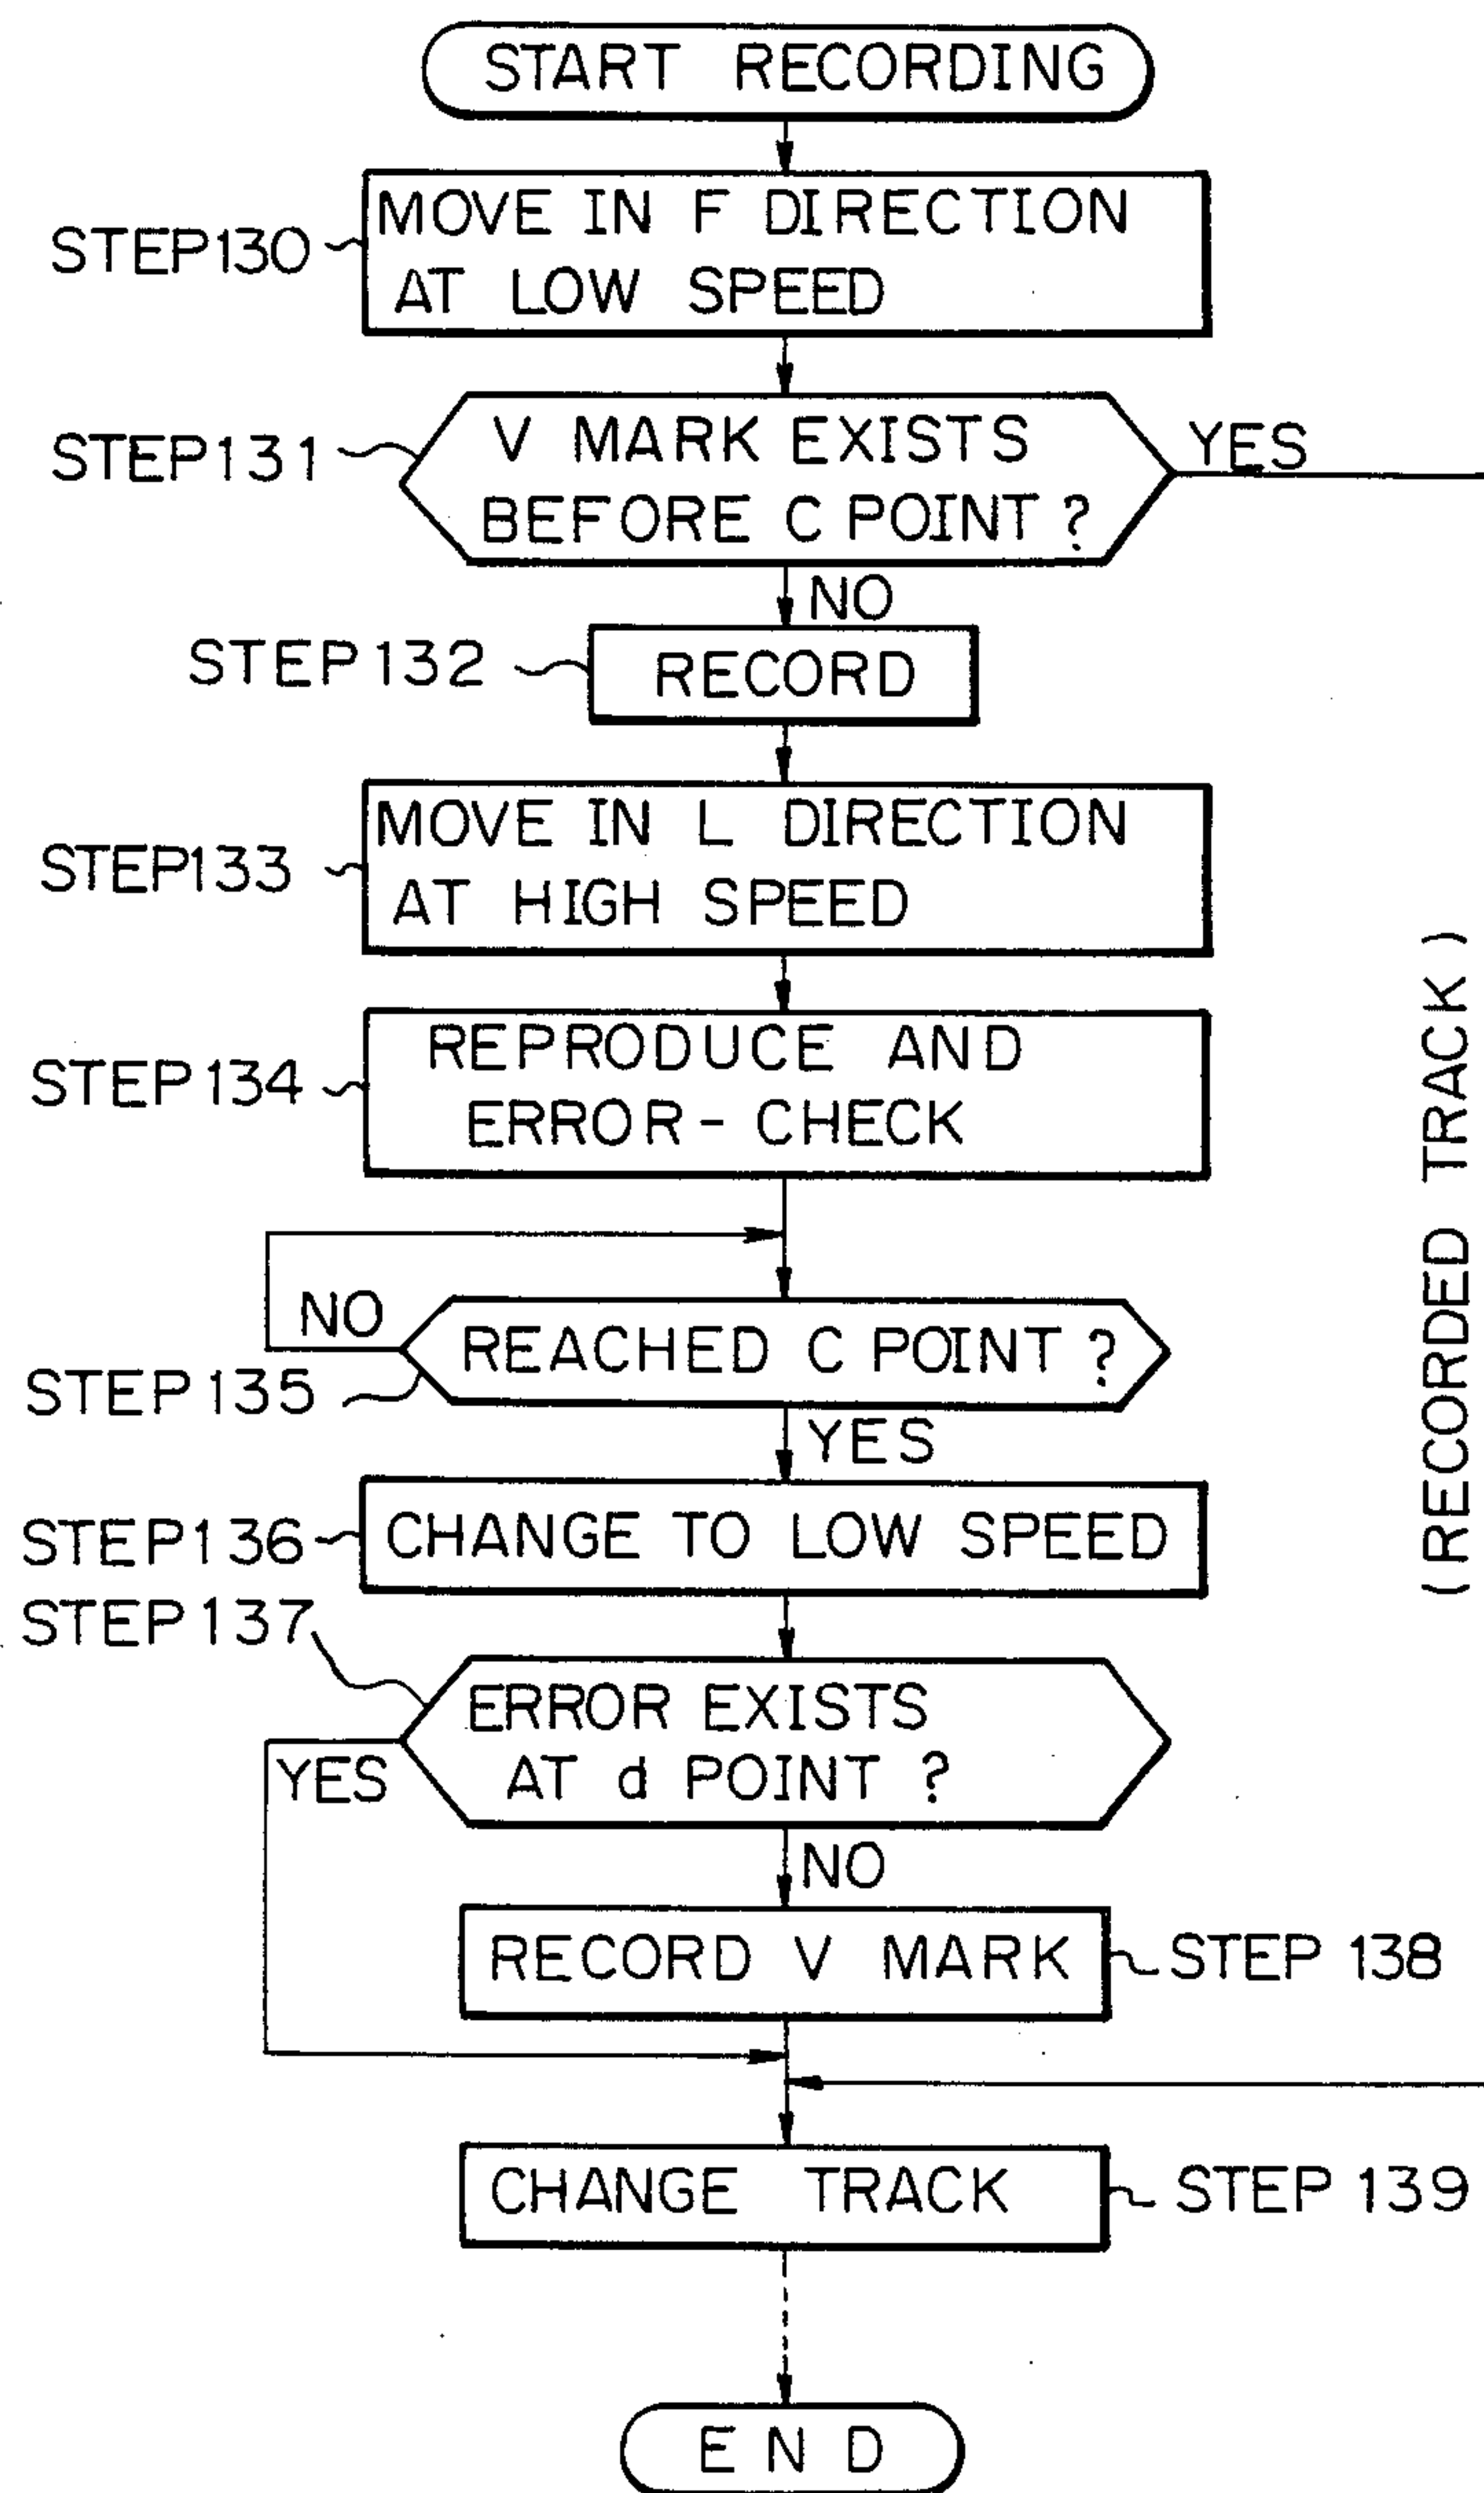 START RECORDING
STEP130
MOVE IN F DIRECTION
AT LOW SPEED
STEP131
V MARK EXISTS
BEFORE C POINT ?
YES
NO
STEP132
RECORD
STEP133
MOVE IN L DIRECTION
AT HIGH SPEED
STEP134
REPRODUCE AND
ERROR-CHECK
(RECORDED TRACK)
NO
REACHED C POINT ?
STEP135
YES
STEP136
CHANGE TO LOW SPEED
STEP137
ERROR EXISTS
AT d POINT ?
YES
NO
RECORD V MARK
STEP 138
CHANGE TRACK
STEP 139
END